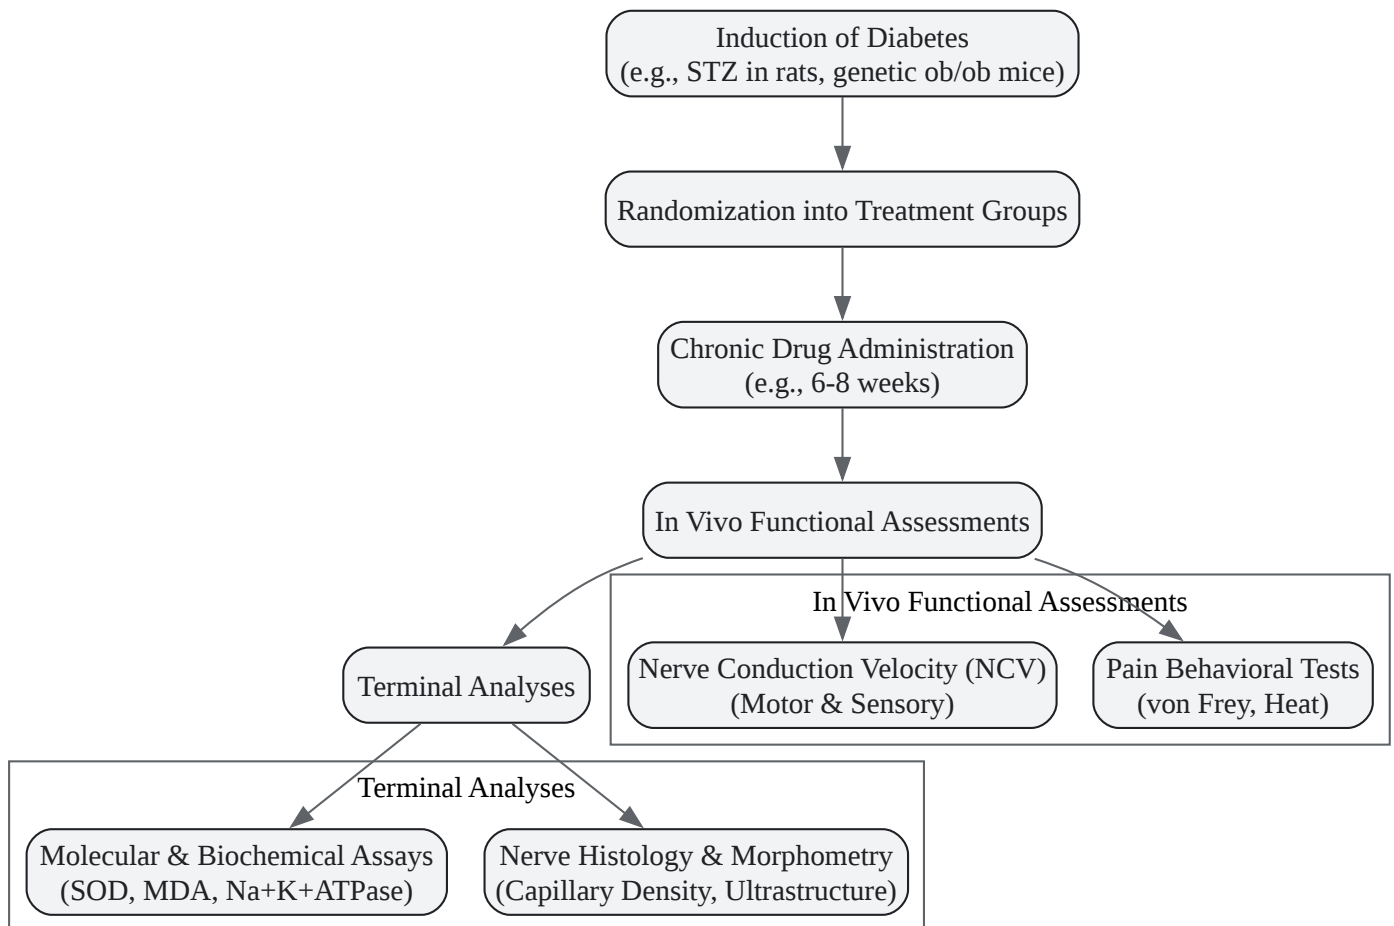 Induction of Diabetes
(e.g., STZ in rats, genetic ob/ob mice)
Randomization into Treatment Groups
Chronic Drug Administration
(e.g., 6-8 weeks)
In Vivo Functional Assessments
In Vivo Functional Assessments
Terminal Analyses
Nerve Conduction Velocity (NCV)
(Motor & Sensory)
Pain Behavioral Tests
(von Frey, Heat)
Terminal Analyses
Molecular & Biochemical Assays
(SOD, MDA, Na+K+ATPase)
Nerve Histology & Morphometry
(Capillary Density, Ultrastructure)